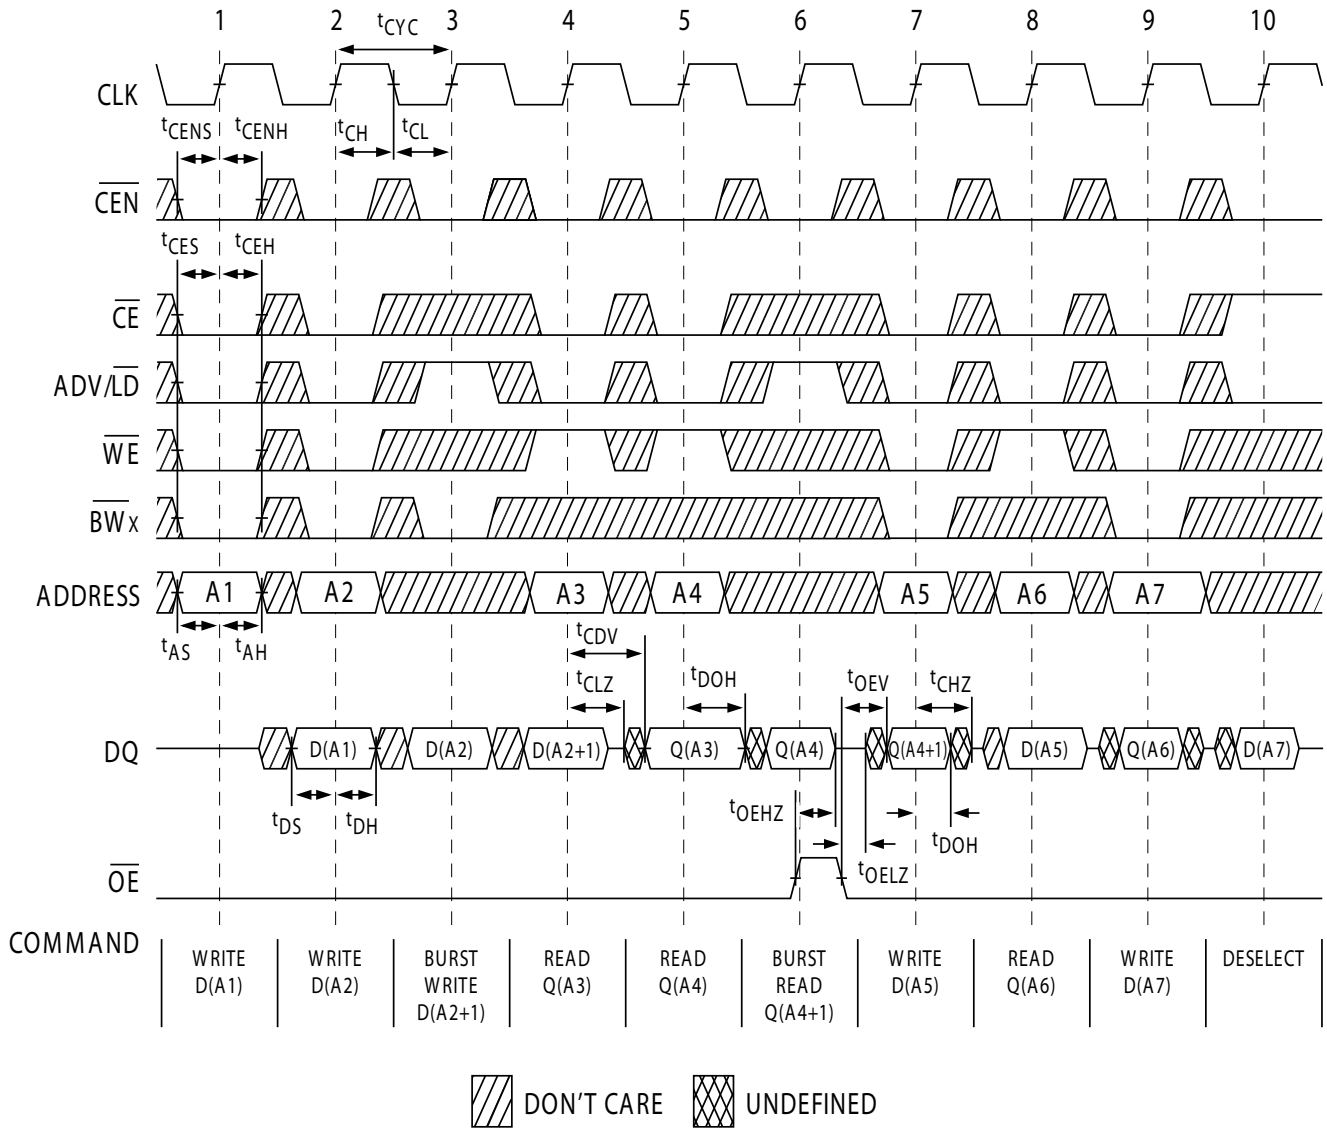 1 2 tCYC 3 4 5 6 7 8 9 10
CLK
tCENS tCENH tCH tCL
CEN
tCES tCEH
CE
ADV/LD
WE
BWx
ADDRESS A1 A2 A3 A4 A5 A6 A7
tAS tAH tCDV
tCLZ tDOH tOEV tCHZ
DQ D(A1) D(A2) D(A2+1) Q(A3) Q(A4) Q(A4+1) D(A5) Q(A6) D(A7)
tDS tDH tOEHZ tDOH
tOELZ
OE
COMMAND
WRITE WRITE BURST READ READ BURST WRITE READ WRITE DESELECT
D(A1) D(A2) WRITE Q(A3) Q(A4) READ D(A5) Q(A6) D(A7)
D(A2+1) Q(A4+1)
DON'T CARE UNDEFINED